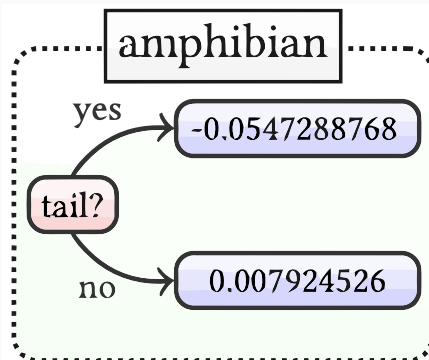 amphibian
yes
-0.0547288768
tail?
no
0.007924526